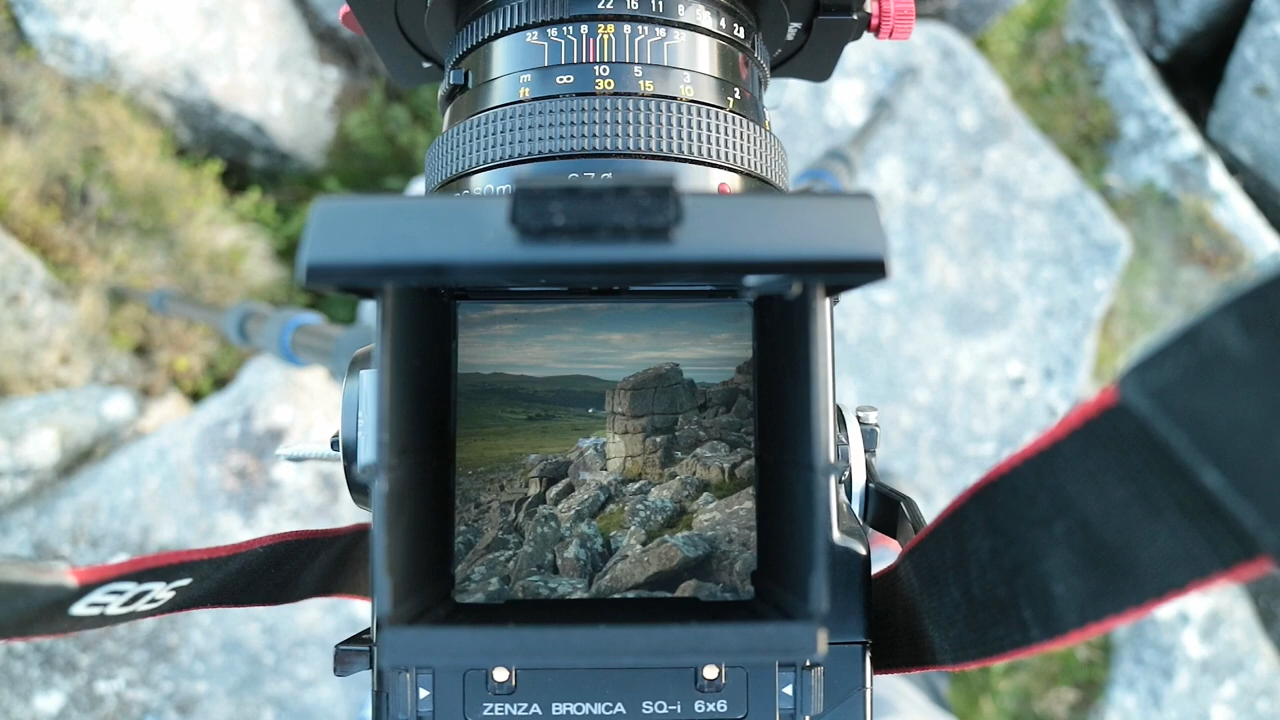 22 16 11 8 5.6 4 2.8
22 16 11 8 2.8 8 11 16 22
m ∞ 10 5 3 2
ft 30 15 10 7
67Ø
EOS
ZENZA BRONICA SQ-i 6x6